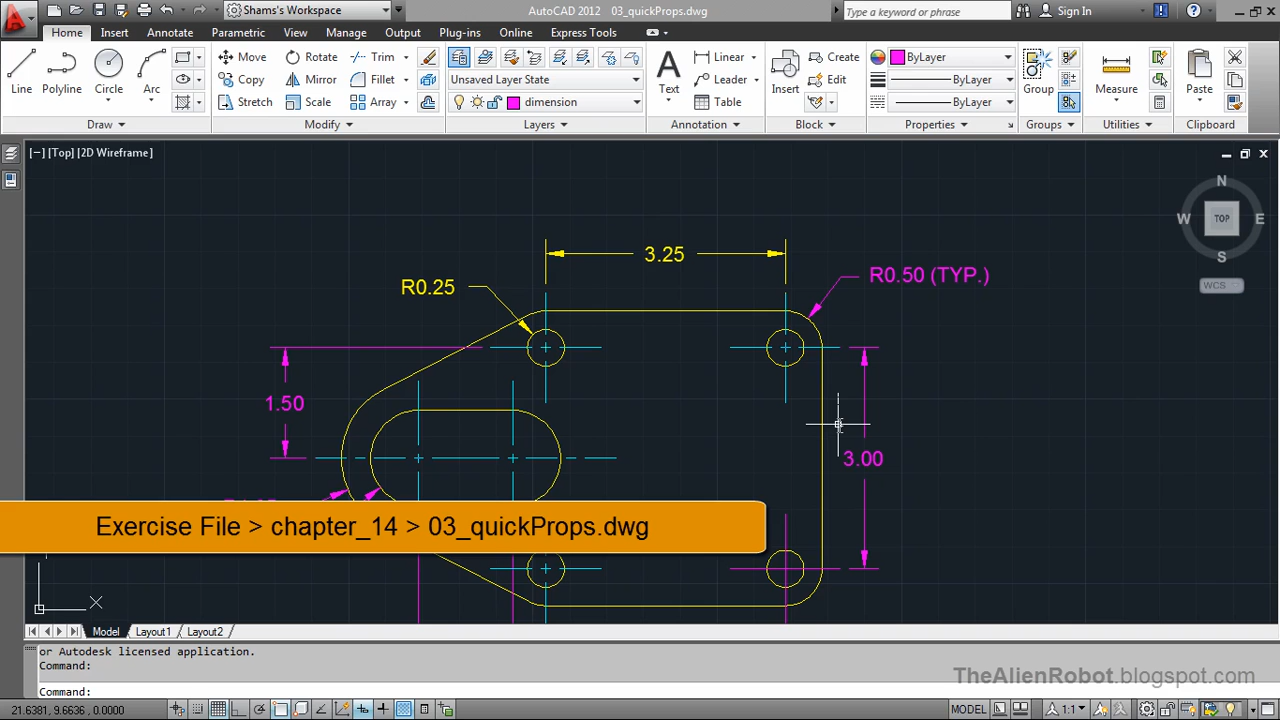 Shams's Workspace
AutoCAD 2012 03_quickProps.dwg
Type a keyword or phrase
Sign In
Home Insert Annotate Parametric View Manage Output Plug-Ins Online Express Tools
Line
Polyline
Circle
Arc
Move Rotate Trim
Copy Mirror Fillet
Stretch Scale Array
Unsaved Layer State
dimension
Text
Linear
Leader
Table
Insert
Create
Edit
ByLayer
ByLayer
ByLayer
Group
Measure
Paste
Draw Modify Layers Annotation Block Properties Groups Utilities Clipboard
[−] [Top] [2D Wireframe]
N
W TOP E
S
WCS
3.25
R0.25
R0.50 (TYP.)
1.50
3.00
Exercise File > chapter_14 > 03_quickProps.dwg
X
Model Layout1 Layout2
or Autodesk licensed application.
Command:
Command:
TheAlienRobot.blogspot.com
21.6381, 9.6636, 0.0000
MODEL
1:1